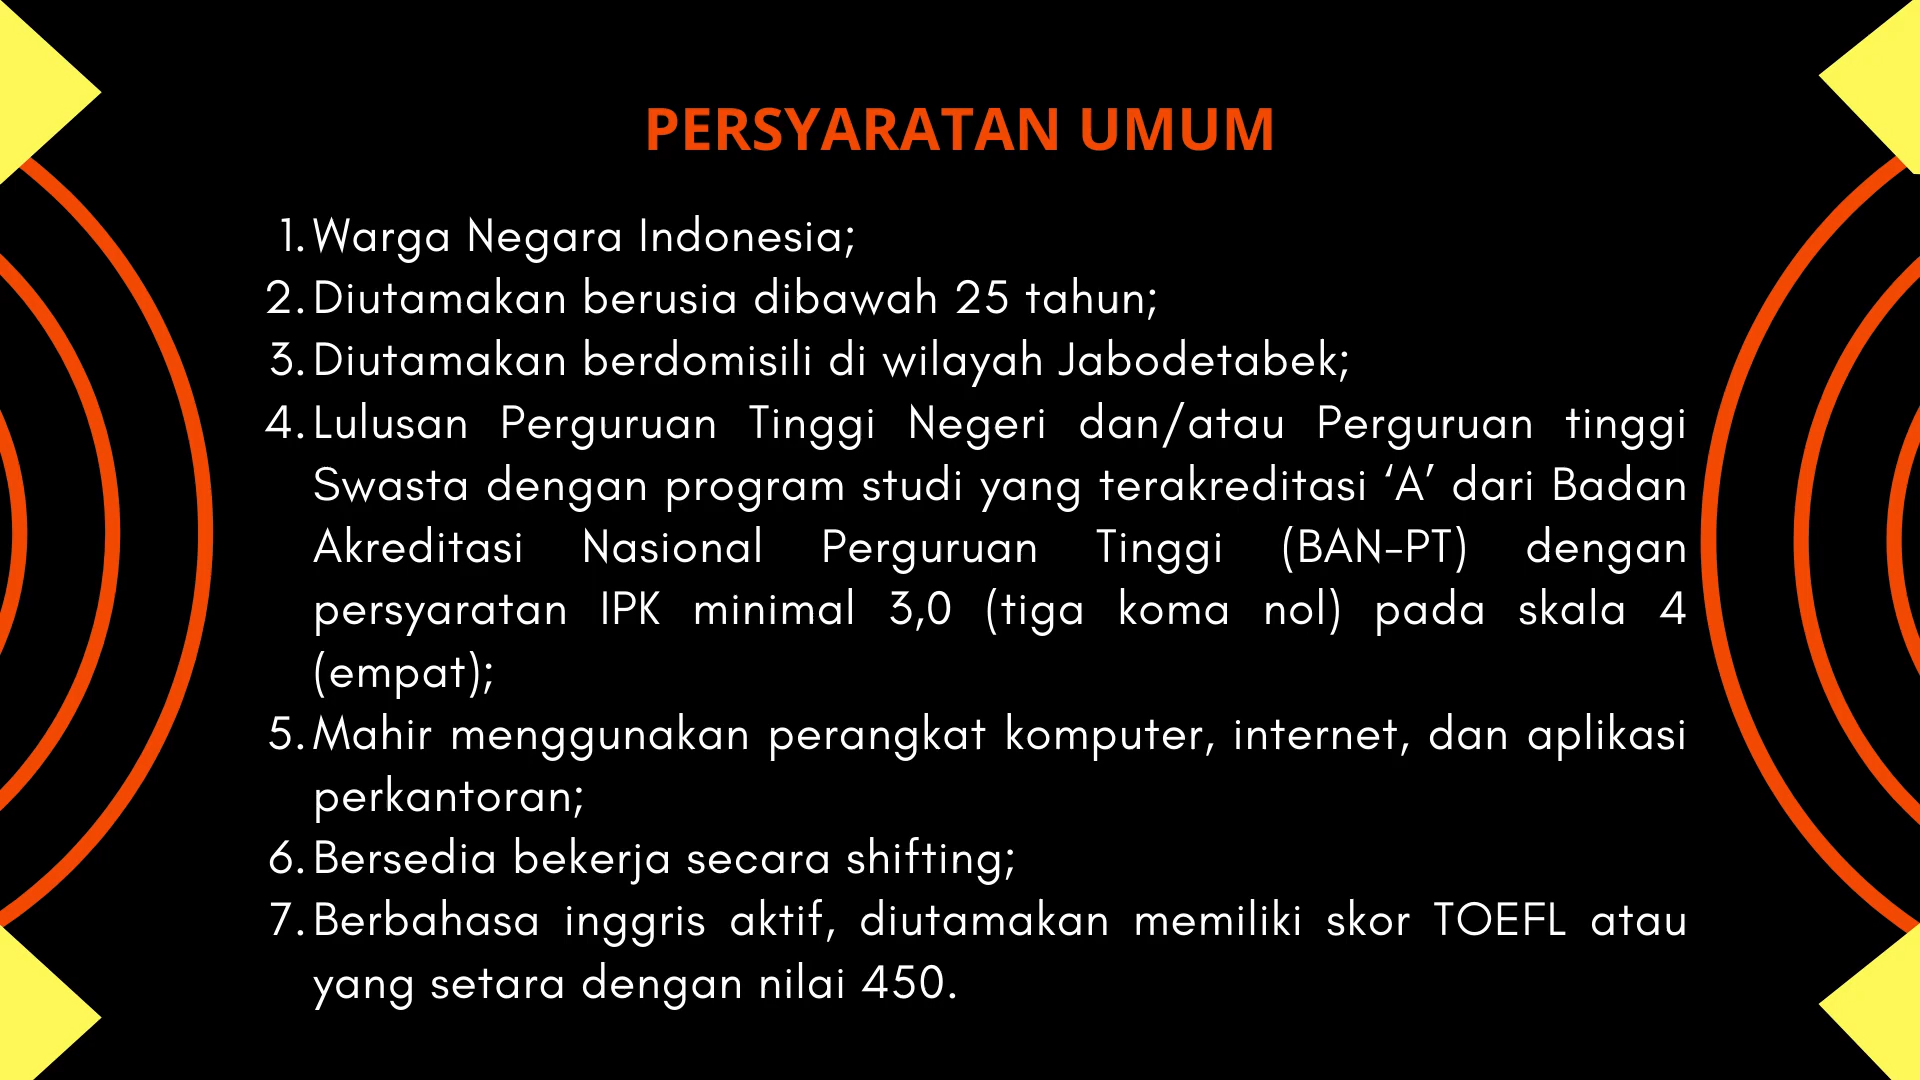 PERSYARATAN UMUM
1. Warga Negara Indonesia;
2. Diutamakan berusia dibawah 25 tahun;
3. Diutamakan berdomisili di wilayah Jabodetabek;
4. Lulusan Perguruan Tinggi Negeri dan/atau Perguruan tinggi
Swasta dengan program studi yang terakreditasi ‘A’ dari Badan
Akreditasi Nasional Perguruan Tinggi (BAN-PT) dengan
persyaratan IPK minimal 3,0 (tiga koma nol) pada skala 4
(empat);
5. Mahir menggunakan perangkat komputer, internet, dan aplikasi
perkantoran;
6. Bersedia bekerja secara shifting;
7. Berbahasa inggris aktif, diutamakan memiliki skor TOEFL atau
yang setara dengan nilai 450.